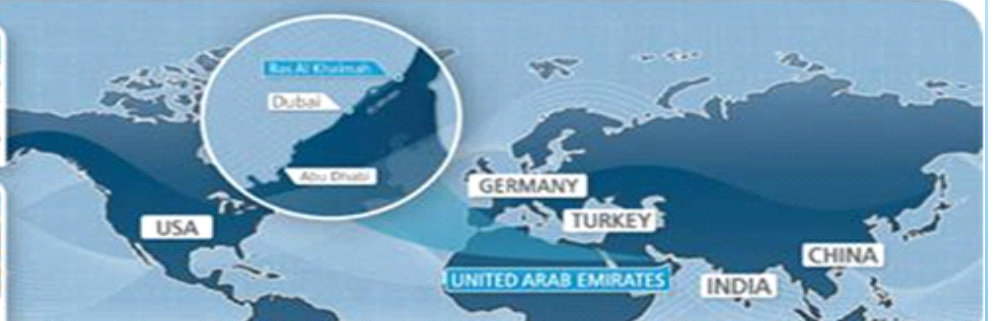 Ras Al Khaimah
Dubai
Abu Dhabi
GERMANY
TURKEY
USA
CHINA
UNITED ARAB EMIRATES
INDIA